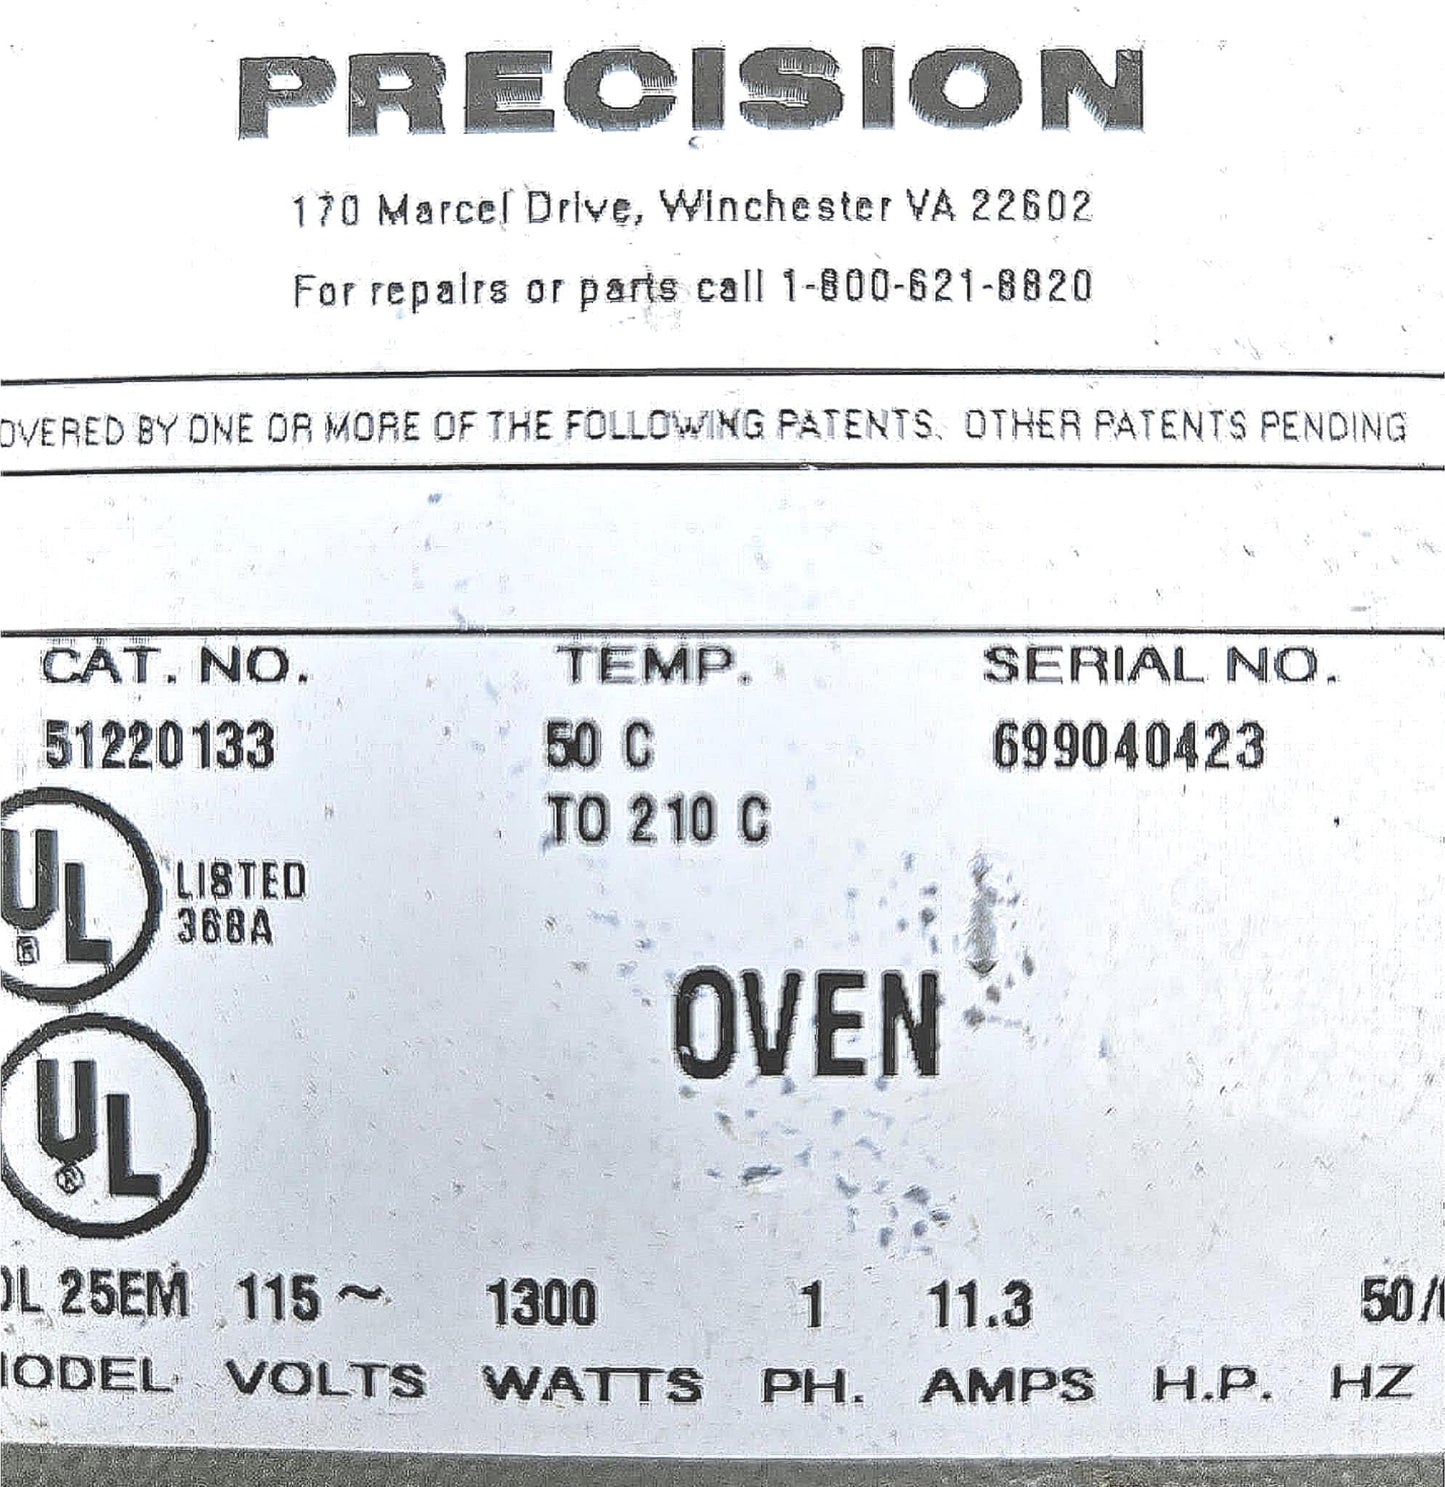 PRECISION
170 Marcel Drive, Winchester VA 22602
For repairs or parts call 1-800-621-8820
OVERED BY ONE OR MORE OF THE FOLLOWING PATENTS. OTHER PATENTS PENDING
CAT. NO. TEMP. SERIAL NO.
51220133 50 C 699040423
TO 210 C
UL LISTED
368A
OVEN
UL
OL 25EM 115~ 1300 1 11.3 50/
MODEL VOLTS WATTS PH. AMPS H.P. HZ